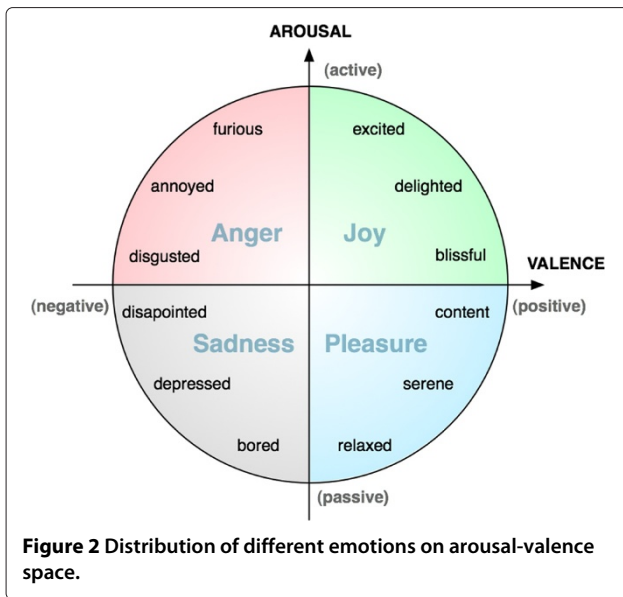 AROUSAL
(active)
furious
excited
annoyed
delighted
Anger
Joy
disgusted
blissful
VALENCE
(negative)
disapointed
content
(positive)
Sadness
Pleasure
depressed
serene
bored
relaxed
(passive)
Figure 2 Distribution of different emotions on arousal-valence
space.